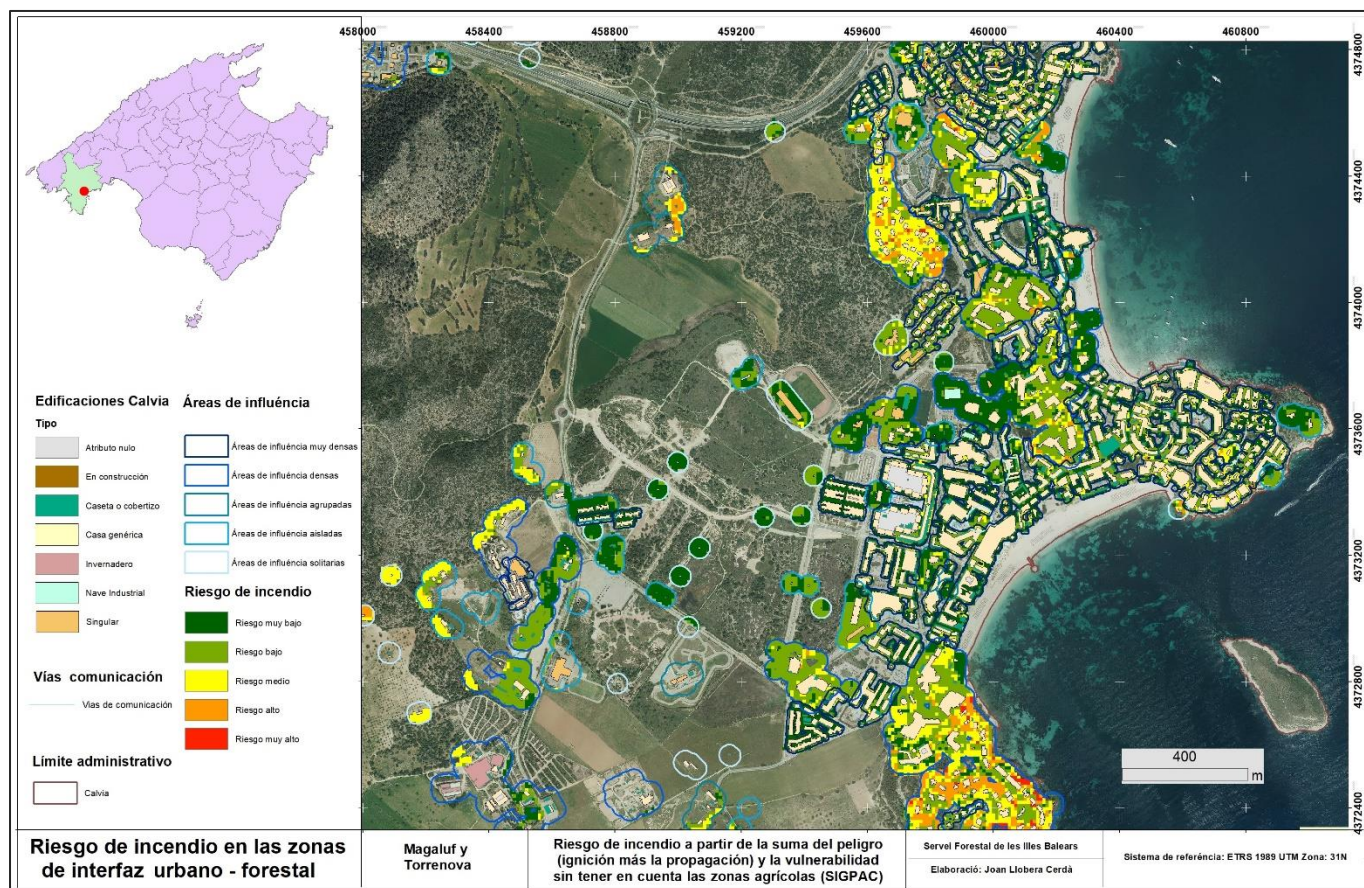 458000
458400
458800
459200
459600
460000
460400
460800
4374800
4374400
4374000
4373600
4373200
4372800
4372400
Edificaciones Calvia
Tipo
Atributo nulo
En construcción
Caseta o cobertizo
Casa genérica
Invernadero
Nave Industrial
Singular
Vías comunicación
Vias de comunicación
Límite administrativo
Calvia
Áreas de influéncia
Áreas de influéncia muy densas
Áreas de influéncia densas
Áreas de influéncia agrupadas
Áreas de influéncia aisladas
Áreas de influéncia solitarias
Riesgo de incendio
Riesgo muy bajo
Riesgo bajo
Riesgo medio
Riesgo alto
Riesgo muy alto
400
m
Riesgo de incendio en las zonas
de interfaz urbano - forestal
Magaluf y
Torrenova
Riesgo de incendio a partir de la suma del peligro
(ignición más la propagación) y la vulnerabilidad
sin tener en cuenta las zonas agrícolas (SIGPAC)
Servei Forestal de les Illes Balears
Elaboració: Joan Llobera Cerdà
Sistema de referéncia: ETRS 1989 UTM Zona: 31N